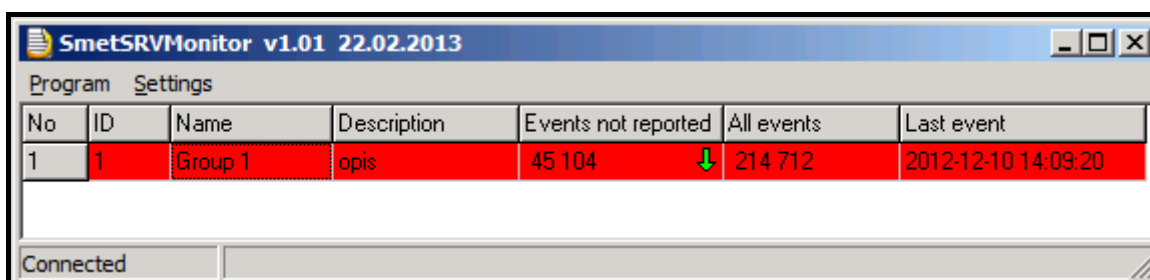 SmetSRVMonitor v1.01 22.02.2013
Program Settings
No ID Name Description Events not reported All events Last event
1 1 Group 1 opis 45 104 214 712 2012-12-10 14:09:20
Connected